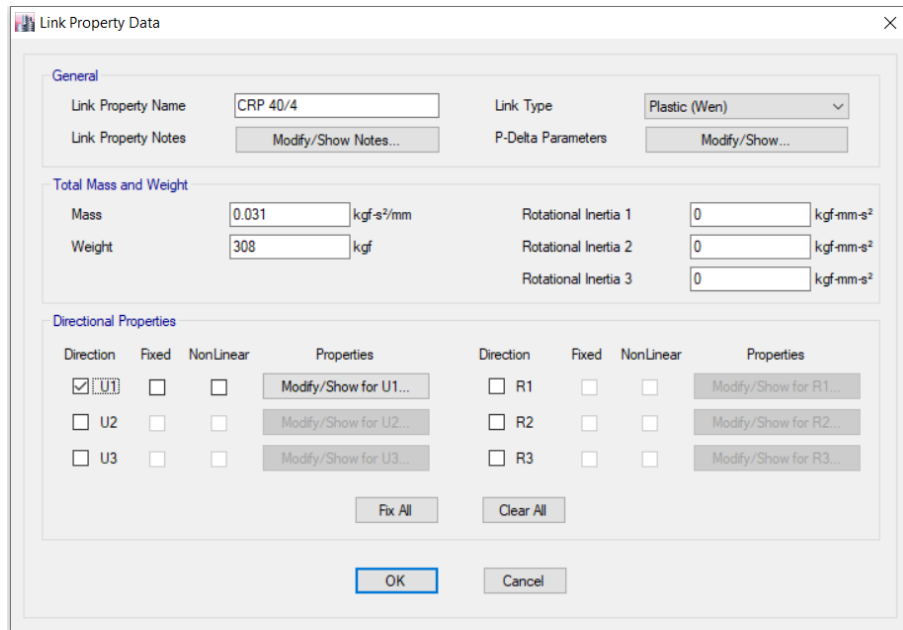 Link Property Data
General
Link Property Name CRP 40/4 Link Type Plastic (Wen)
Link Property Notes Modify/Show Notes... P-Delta Parameters Modify/Show...
Total Mass and Weight
Mass 0.031 kgf-s²/mm Rotational Inertia 1 0 kgf-mm-s²
Weight 308 kgf Rotational Inertia 2 0 kgf-mm-s²
Rotational Inertia 3 0 kgf-mm-s²
Directional Properties
Direction Fixed NonLinear Properties Direction Fixed NonLinear Properties
U1 Modify/Show for U1... R1 Modify/Show for R1...
U2 Modify/Show for U2... R2 Modify/Show for R2...
U3 Modify/Show for U3... R3 Modify/Show for R3...
Fix All Clear All
OK Cancel